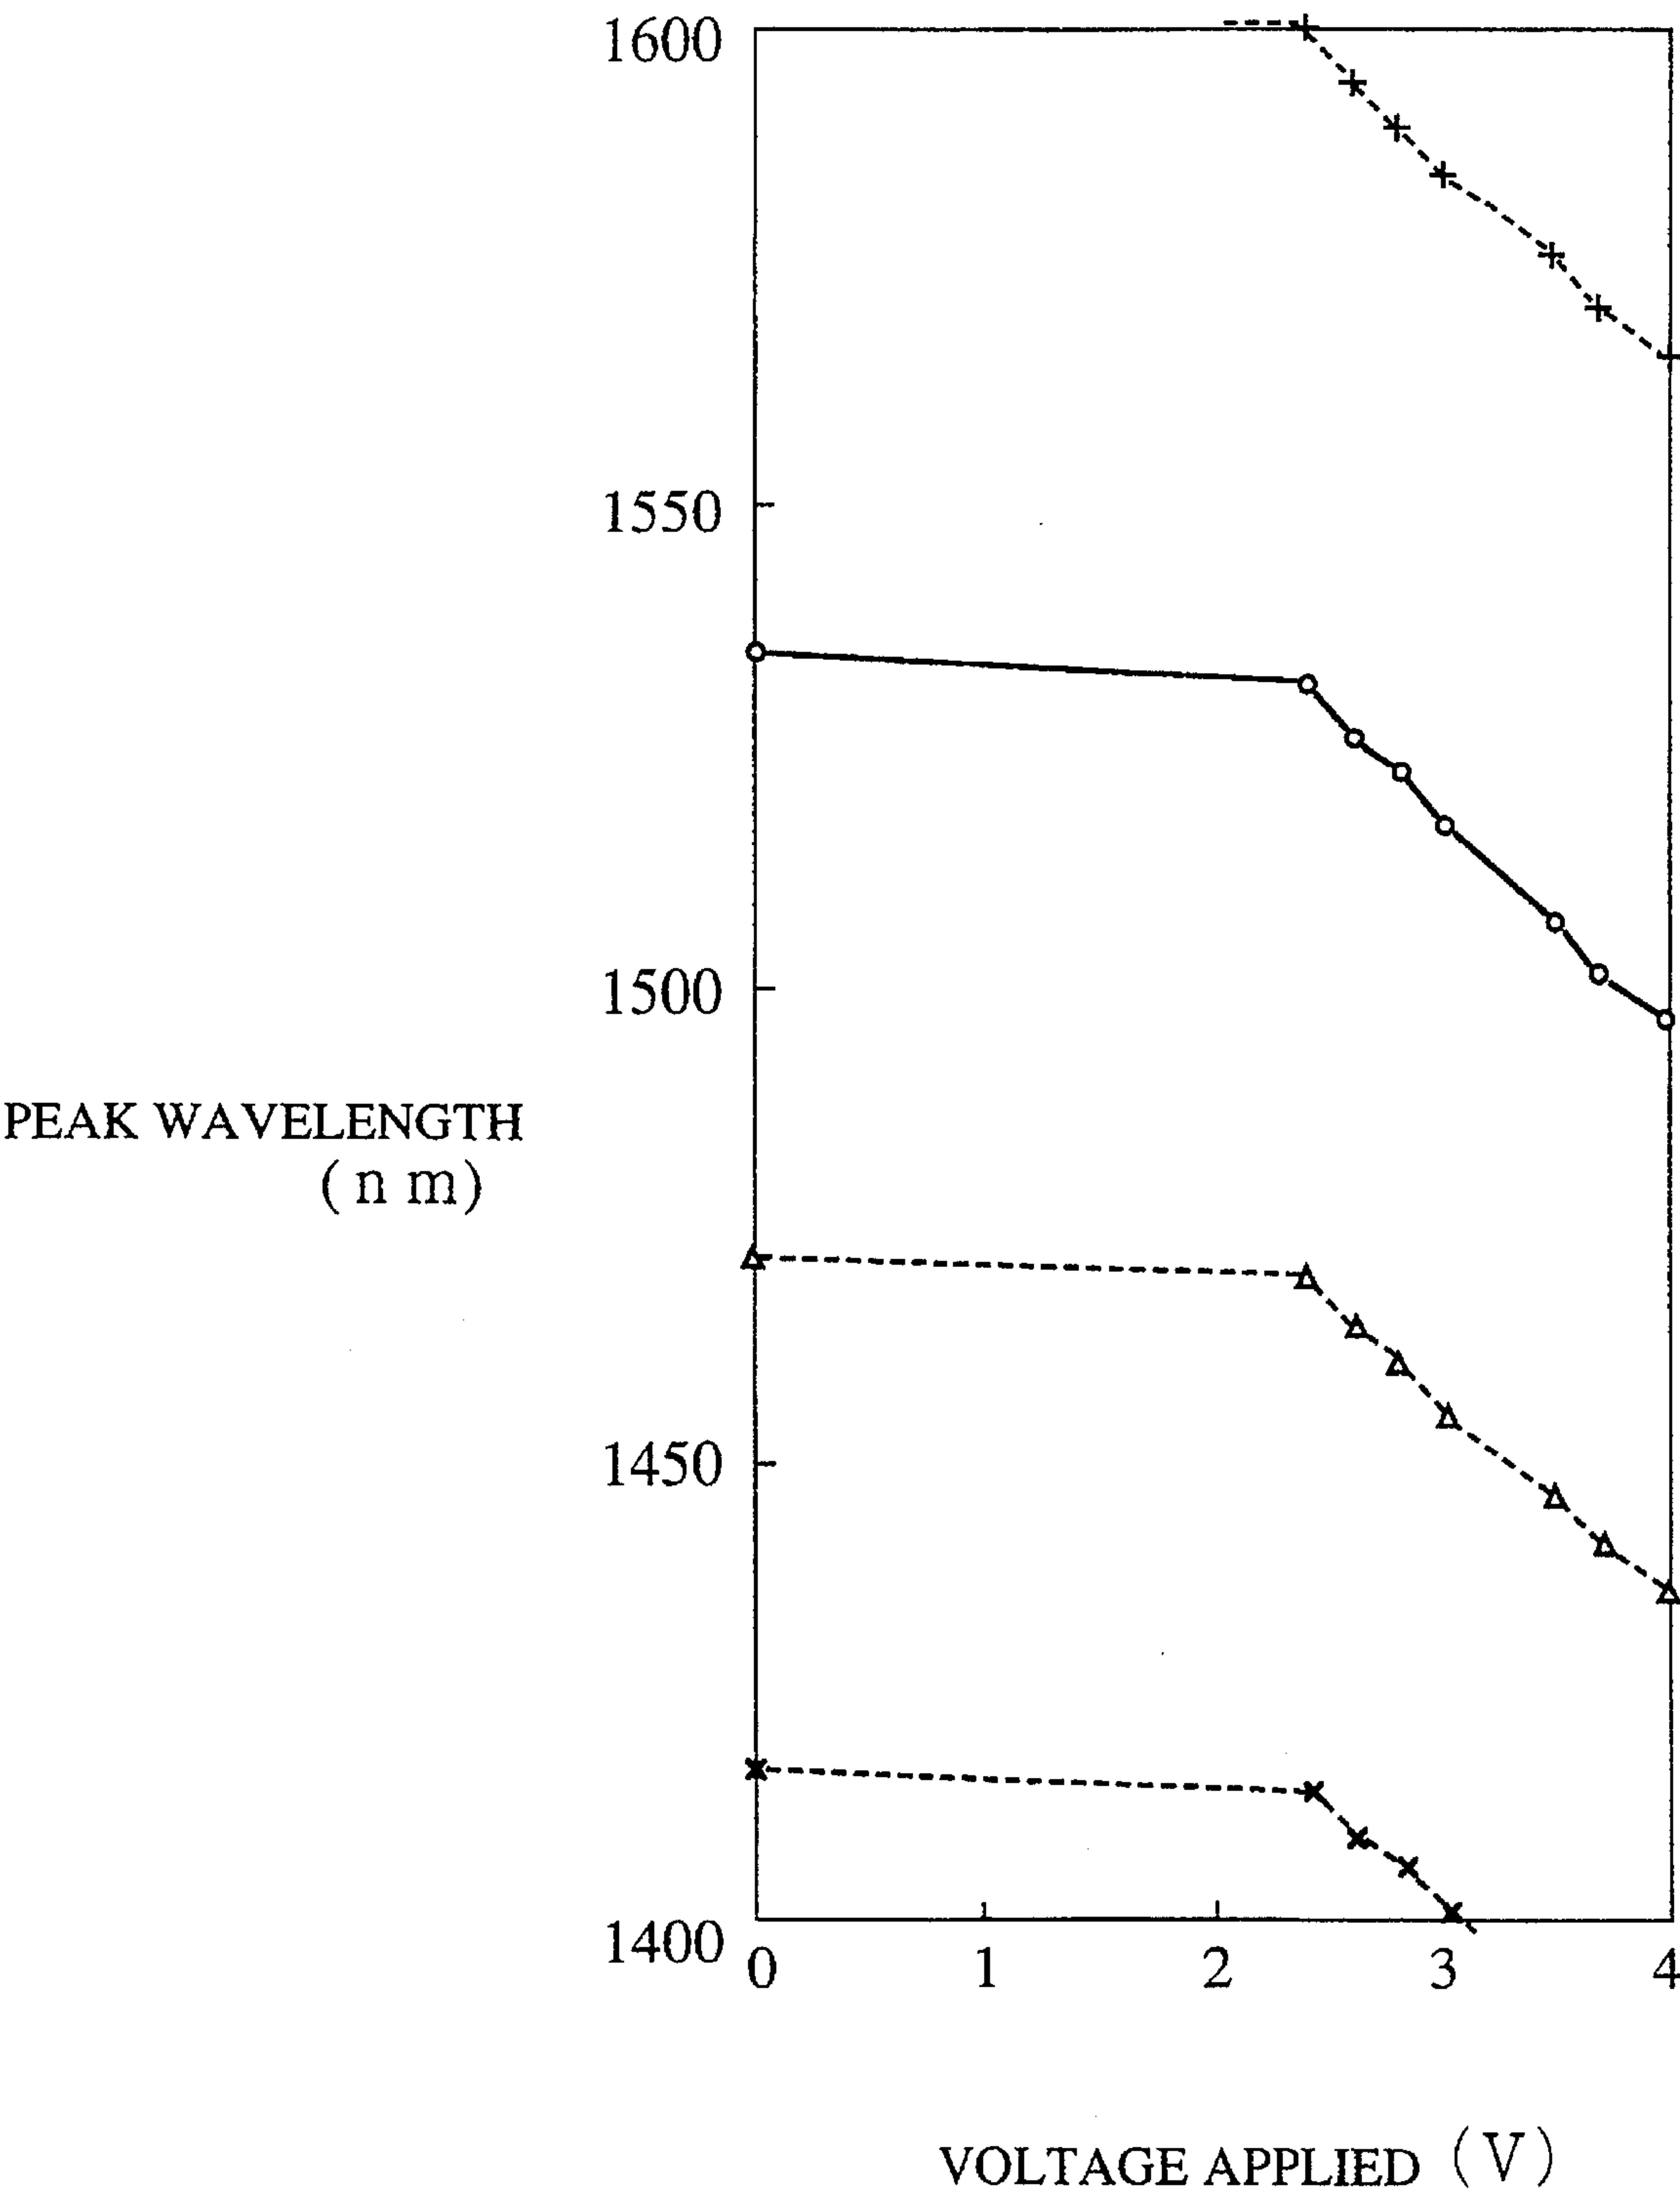 1600
1550
1500
PEAK WAVELENGTH
(nm)
1450
1400
0 1 2 3 4
VOLTAGE APPLIED (V)